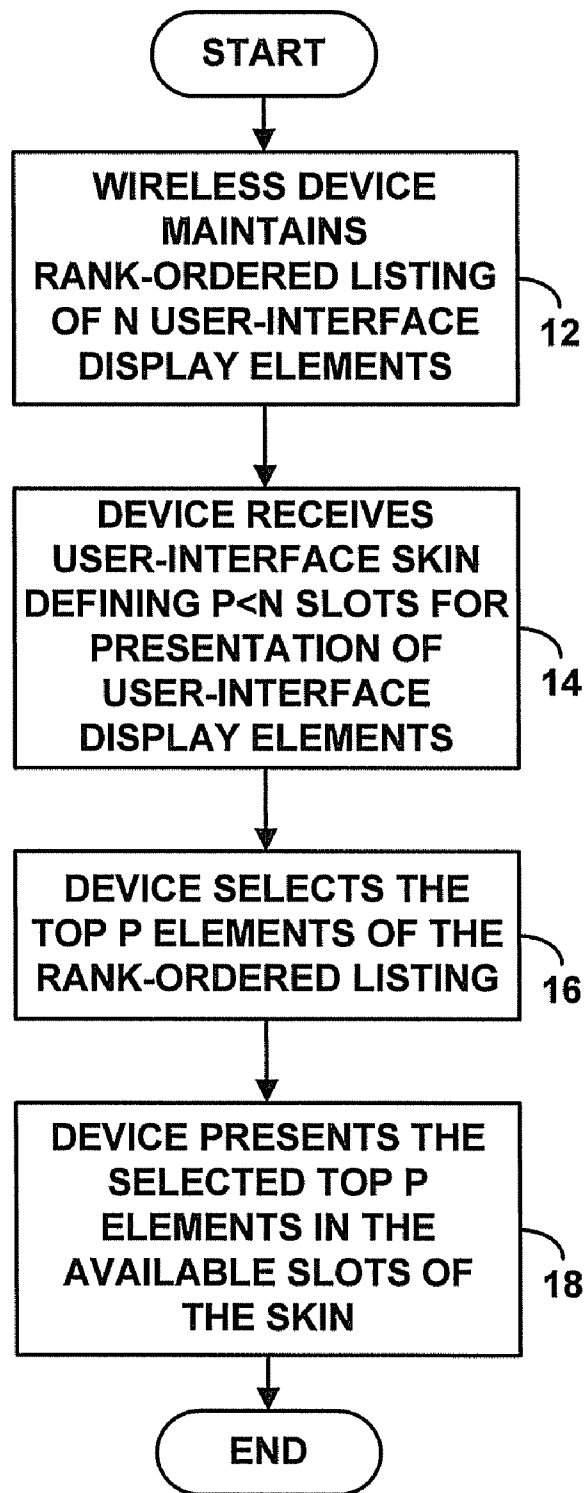 START
WIRELESS DEVICE
MAINTAINS
RANK-ORDERED LISTING
OF N USER-INTERFACE
DISPLAY ELEMENTS
12
DEVICE RECEIVES
USER-INTERFACE SKIN
DEFINING P<N SLOTS FOR
PRESENTATION OF
USER-INTERFACE
DISPLAY ELEMENTS
14
DEVICE SELECTS THE
TOP P ELEMENTS OF THE
RANK-ORDERED LISTING
16
DEVICE PRESENTS THE
SELECTED TOP P
ELEMENTS IN THE
AVAILABLE SLOTS OF
THE SKIN
18
END